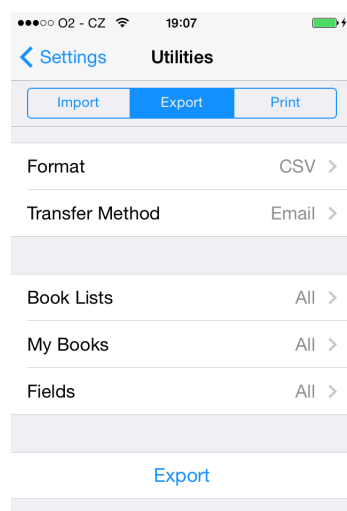 O2 - CZ 19:07
Settings Utilities
Import Export Print
Format CSV
Transfer Method Email
Book Lists All
My Books All
Fields All
Export